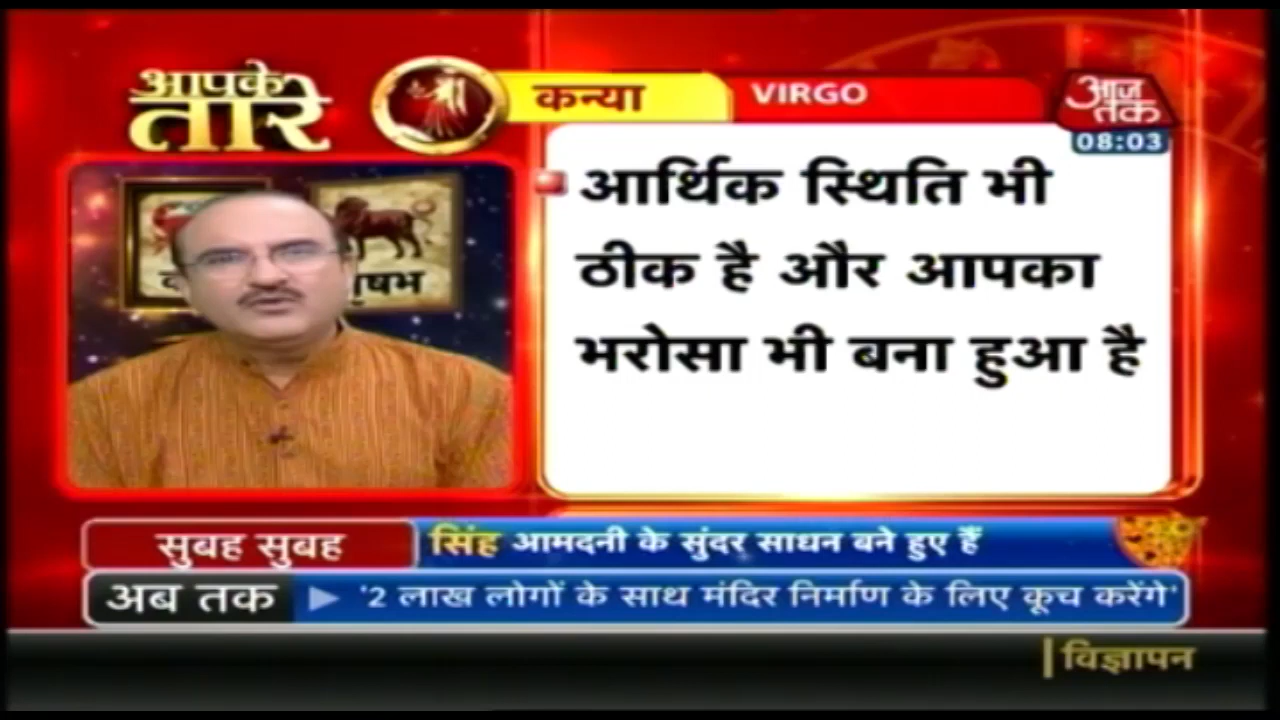 आपके
तारे
कन्या
VIRGO
आज
तक
08:03
आर्थिक स्थिति भी
ठीक है और आपका
भरोसा भी बना हुआ है
सुबह सुबह
सिंह आमदनी के सुंदर साधन बने हुए हैं
अब तक
'2 लाख लोगों के साथ मंदिर निर्माण के लिए कूच करेंगे'
विज्ञापन